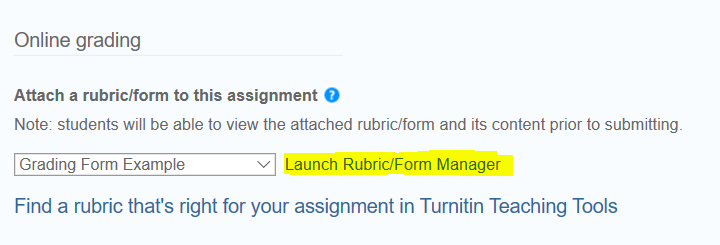 Online grading
Attach a rubric/form to this assignment ?
Note: students will be able to view the attached rubric/form and its content prior to submitting.
Grading Form Example Launch Rubric/Form Manager
Find a rubric that's right for your assignment in Turnitin Teaching Tools